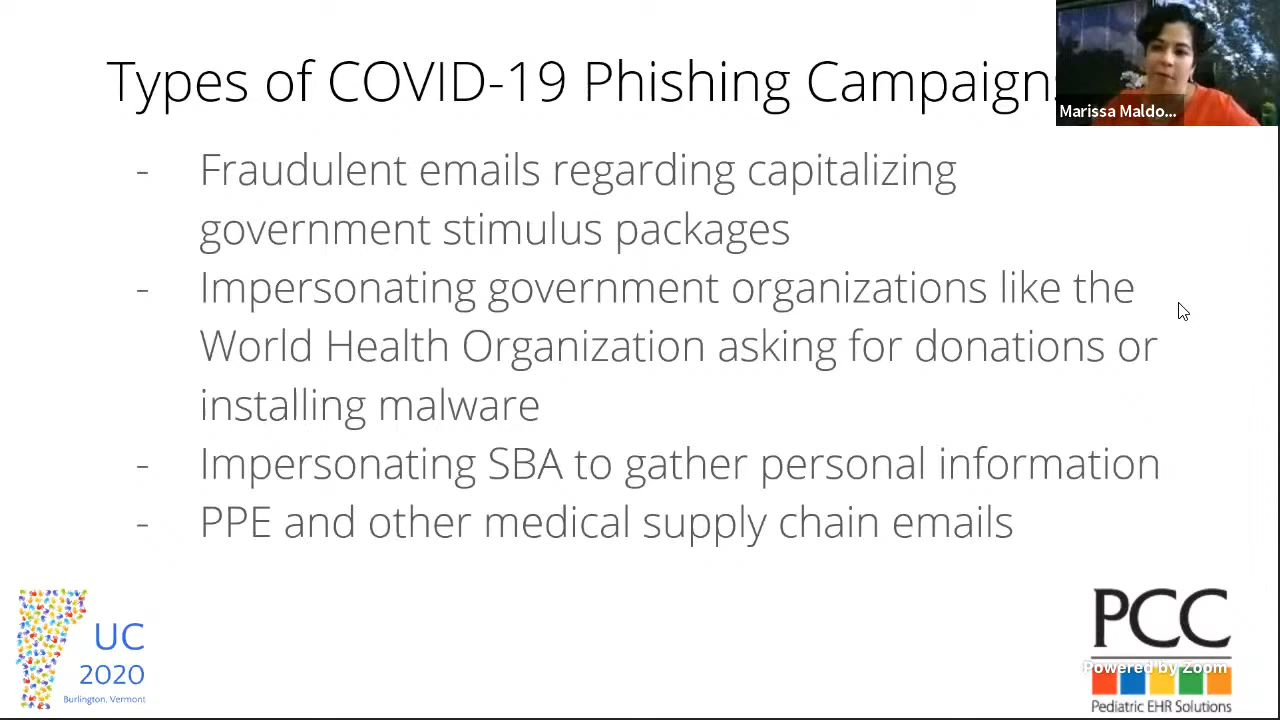 Types of COVID-19 Phishing Campaigns
Marissa Maldo...
- Fraudulent emails regarding capitalizing
government stimulus packages
- Impersonating government organizations like the
World Health Organization asking for donations or
installing malware
- Impersonating SBA to gather personal information
- PPE and other medical supply chain emails
UC
2020
Burlington, Vermont
PCC
Powered by Zoom
Pediatric EHR Solutions